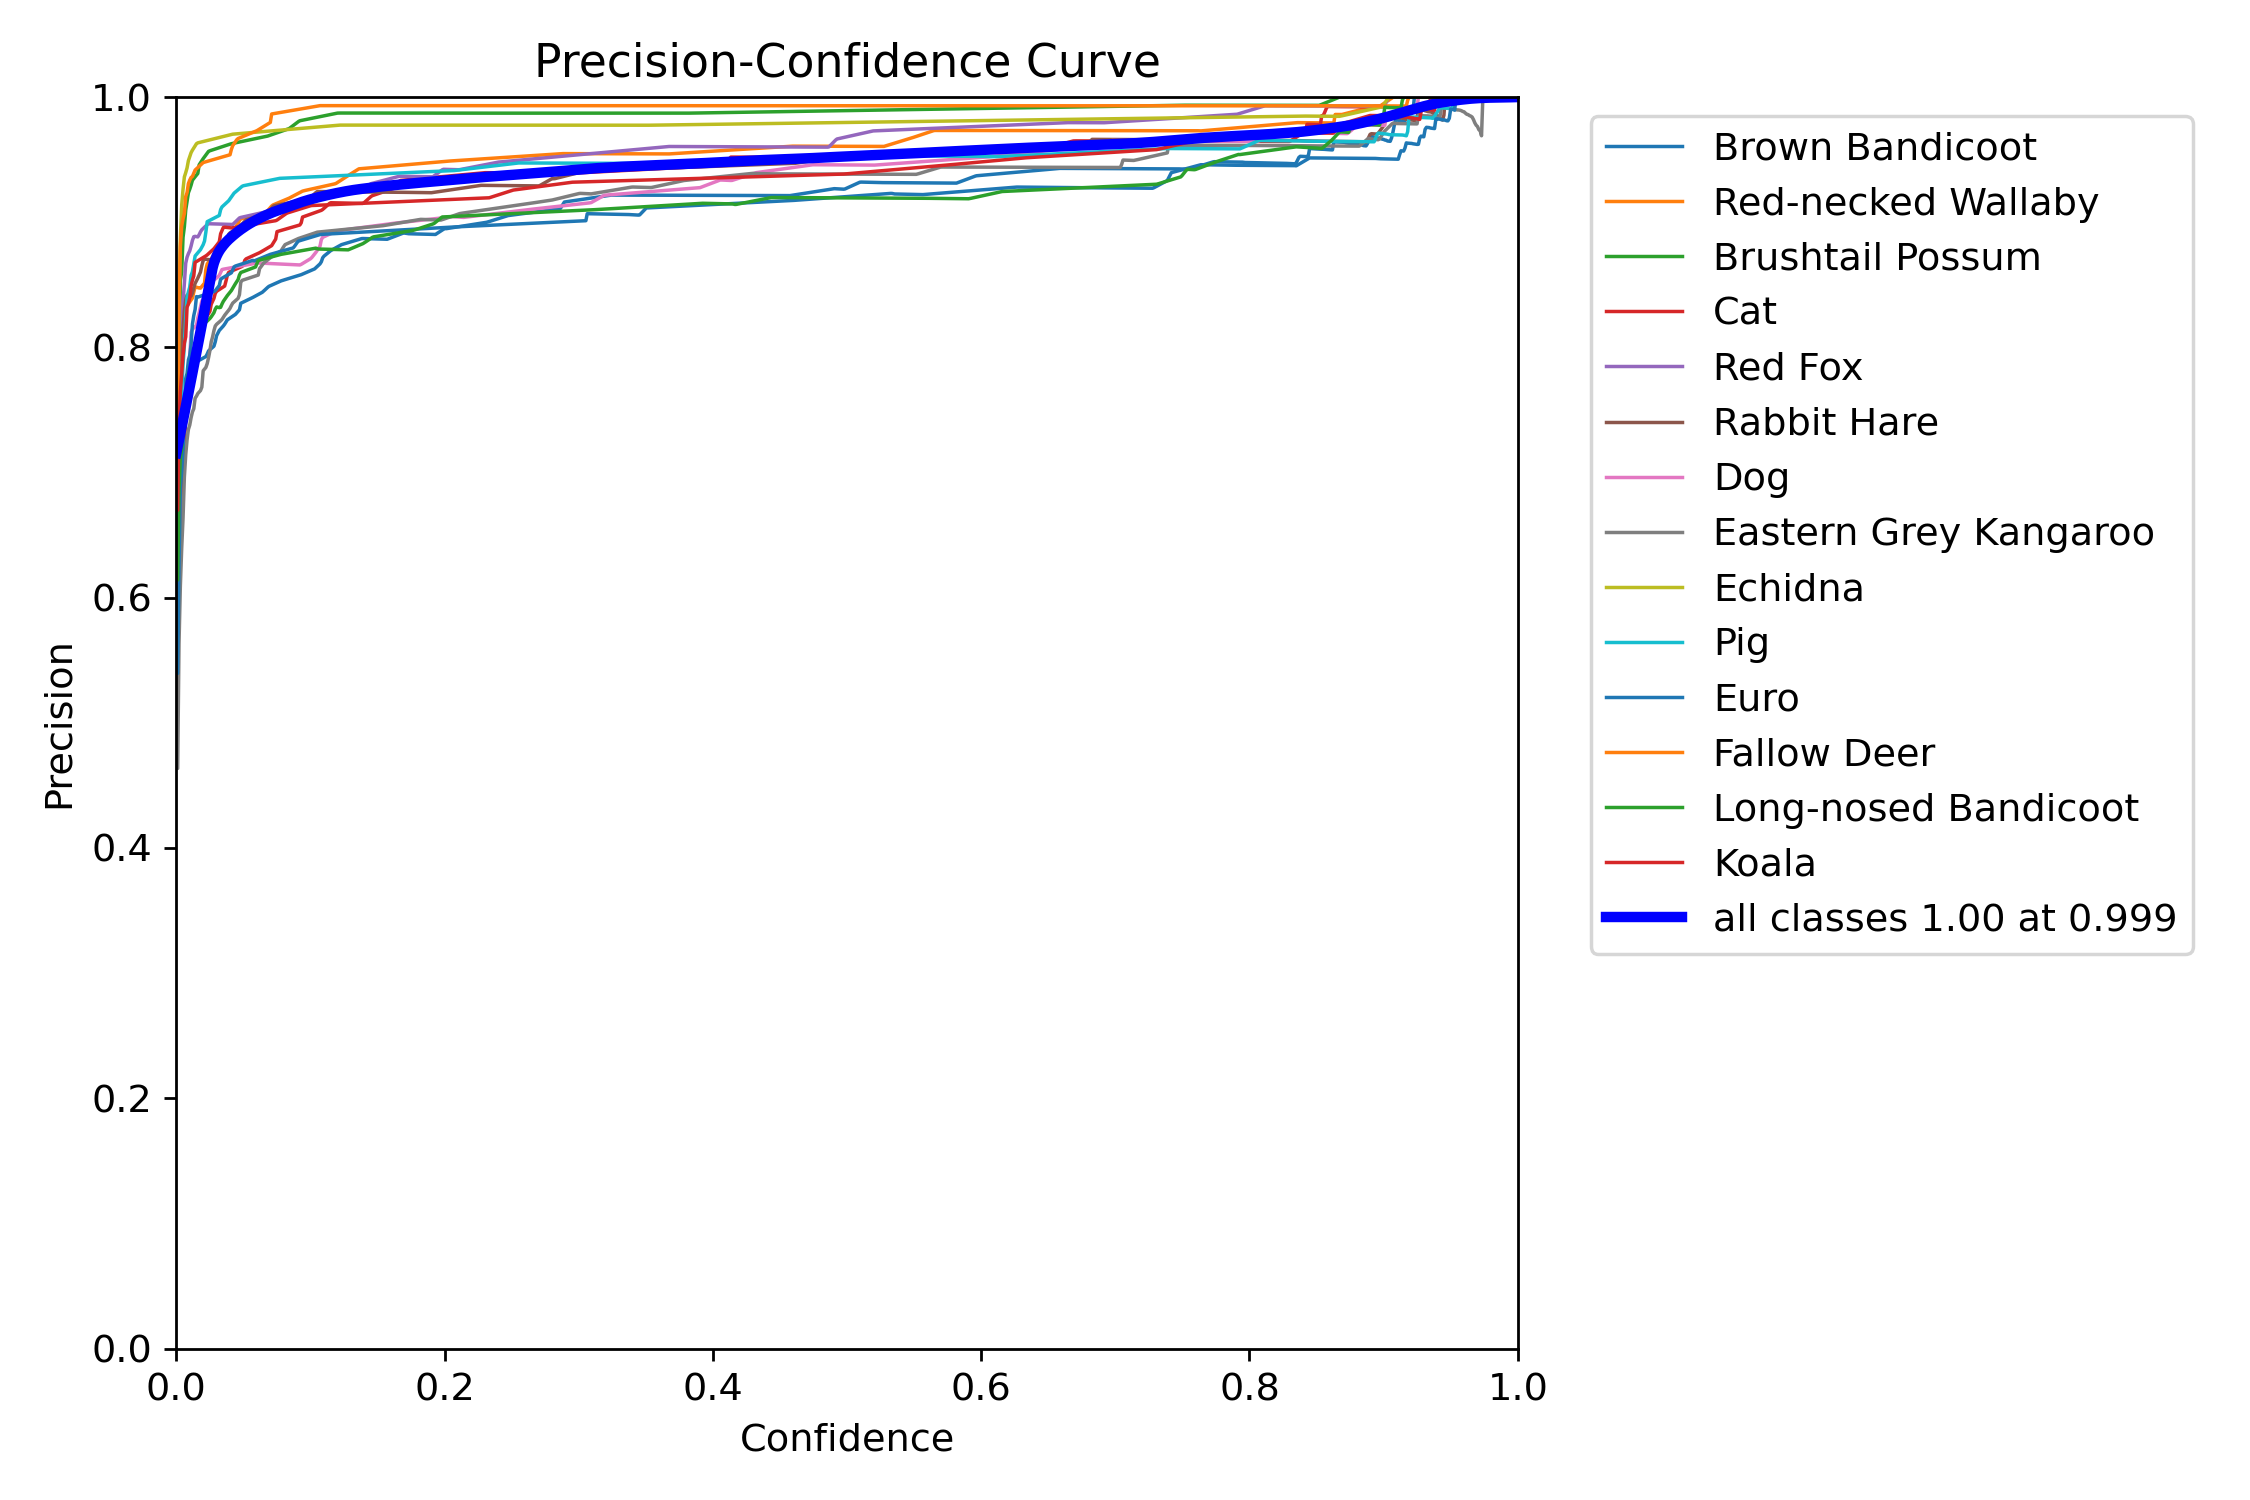 Precision-Confidence Curve
1.0
0.8
0.6
0.4
0.2
0.0
Precision
0.0 0.2 0.4 0.6 0.8 1.0
Confidence
Brown Bandicoot
Red-necked Wallaby
Brushtail Possum
Cat
Red Fox
Rabbit Hare
Dog
Eastern Grey Kangaroo
Echidna
Pig
Euro
Fallow Deer
Long-nosed Bandicoot
Koala
all classes 1.00 at 0.999